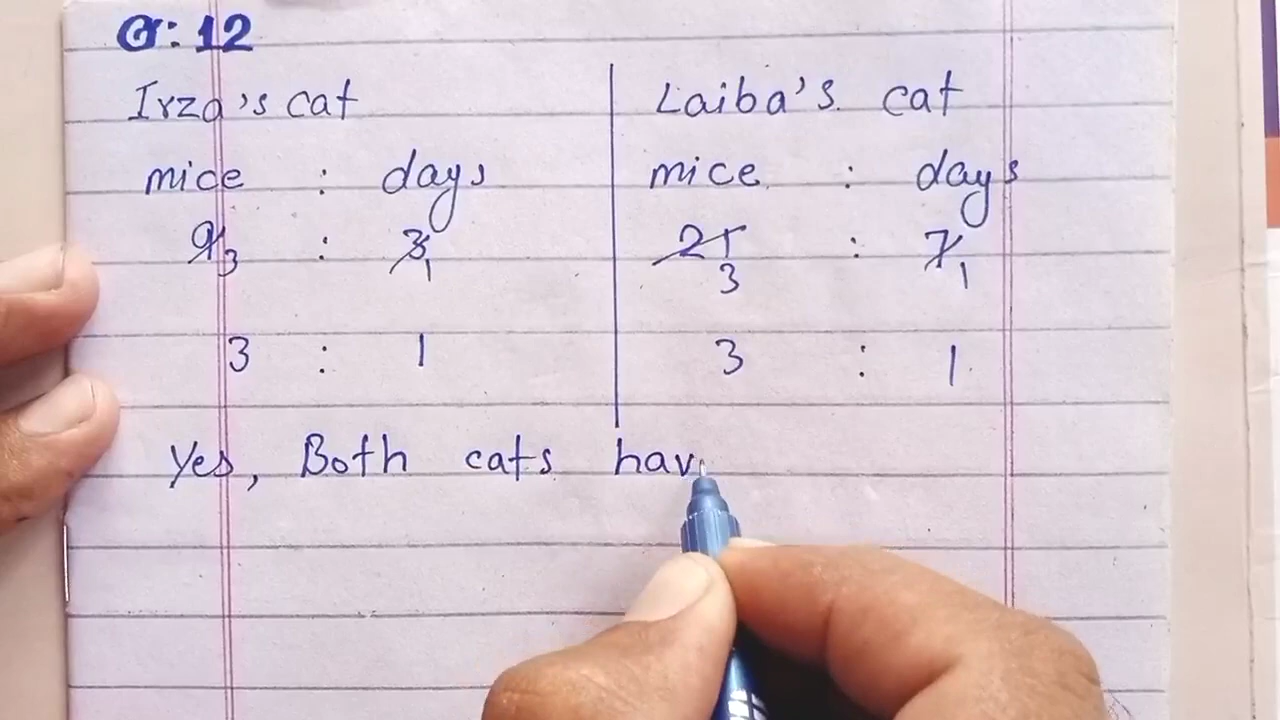 Q: 12
Irza's cat Laiba's cat
mice : days mice : days
9 3 : 3 1 21 3 : 7 1
3 : 1 3 : 1
Yes, Both cats hav